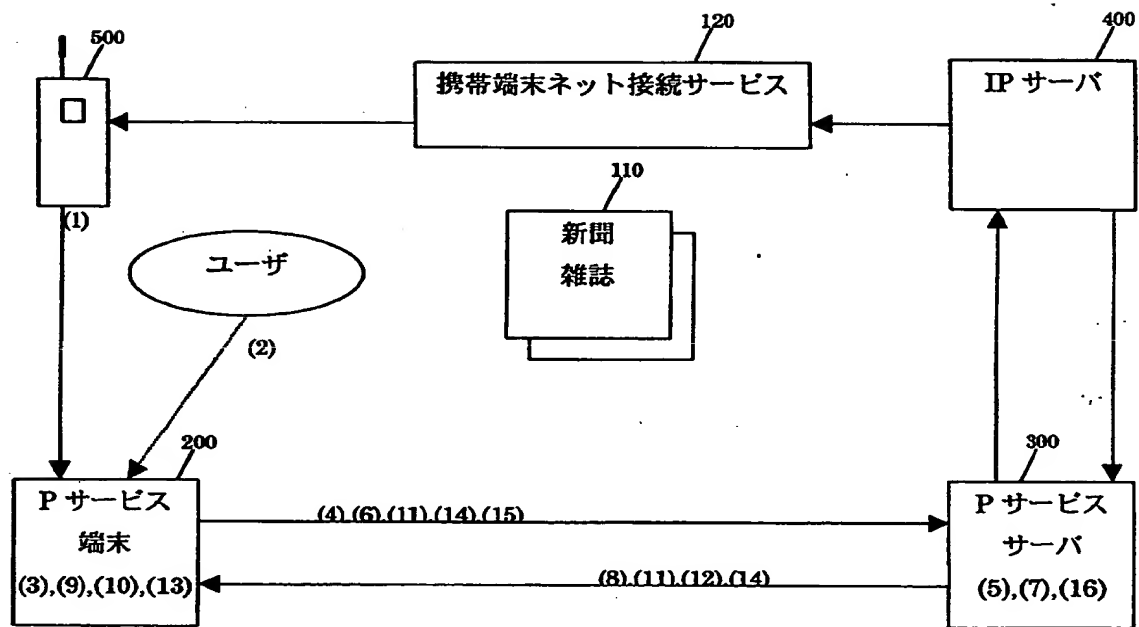 500
120
400
携帯端末ネット接続サービス
IP サーバ
110
(1)
新聞
雑誌
ユーザ
(2)
200
300
P サービス
端末
(3),(9),(10),(13)
(4),(6),(11),(14),(15)
(8),(11),(12),(14)
P サービス
サーバ
(5),(7),(16)